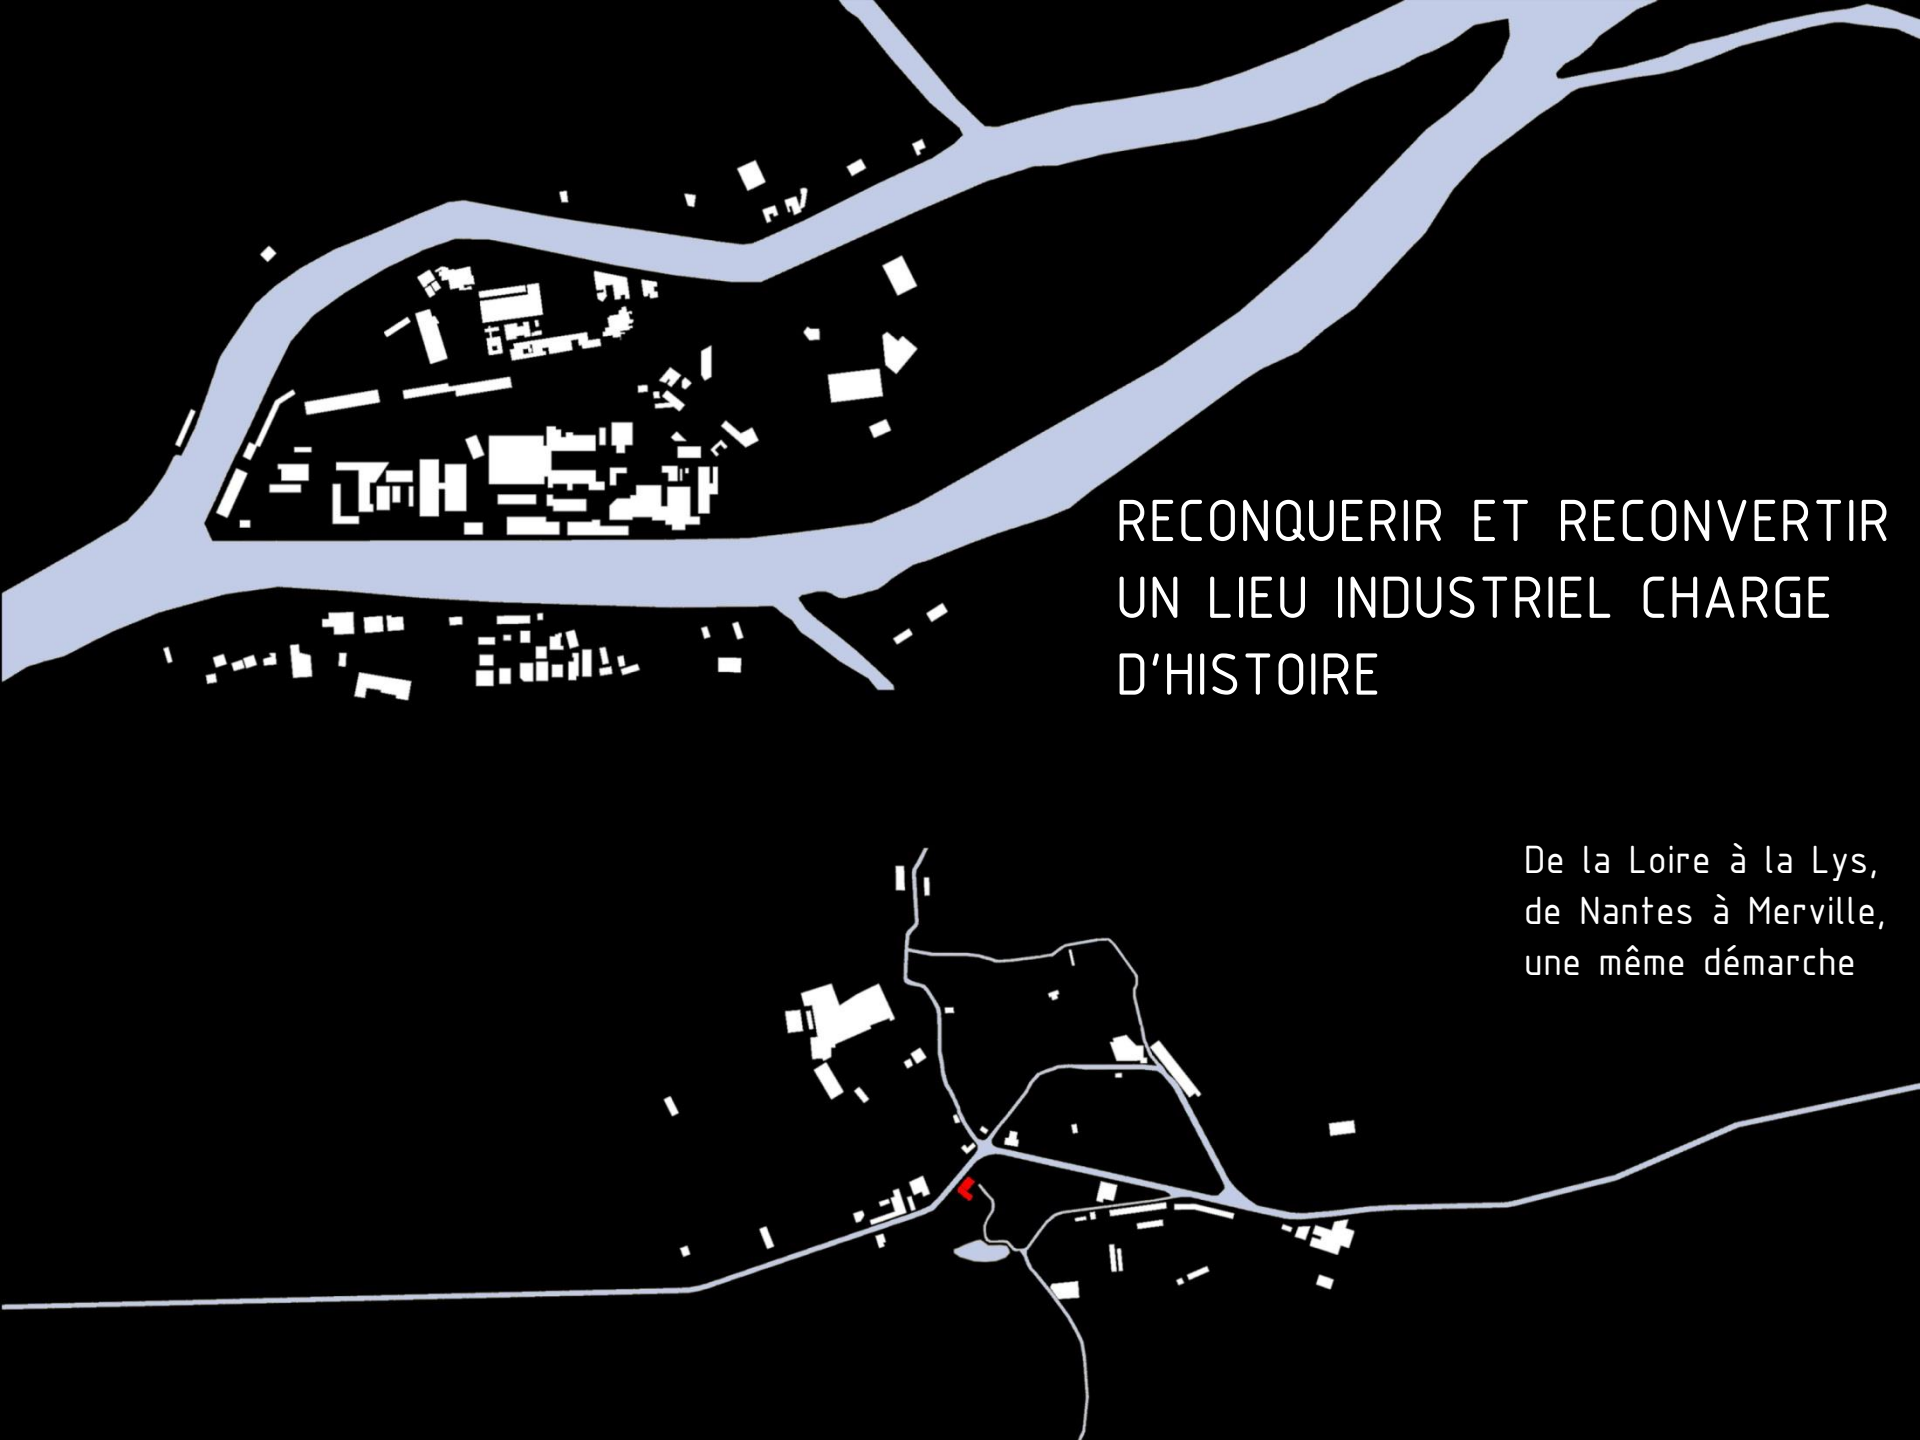 RECONQUERIR ET RECONVERTIR
UN LIEU INDUSTRIEL CHARGE
D'HISTOIRE
De la Loire à la Lys,
de Nantes à Merville,
une même démarche